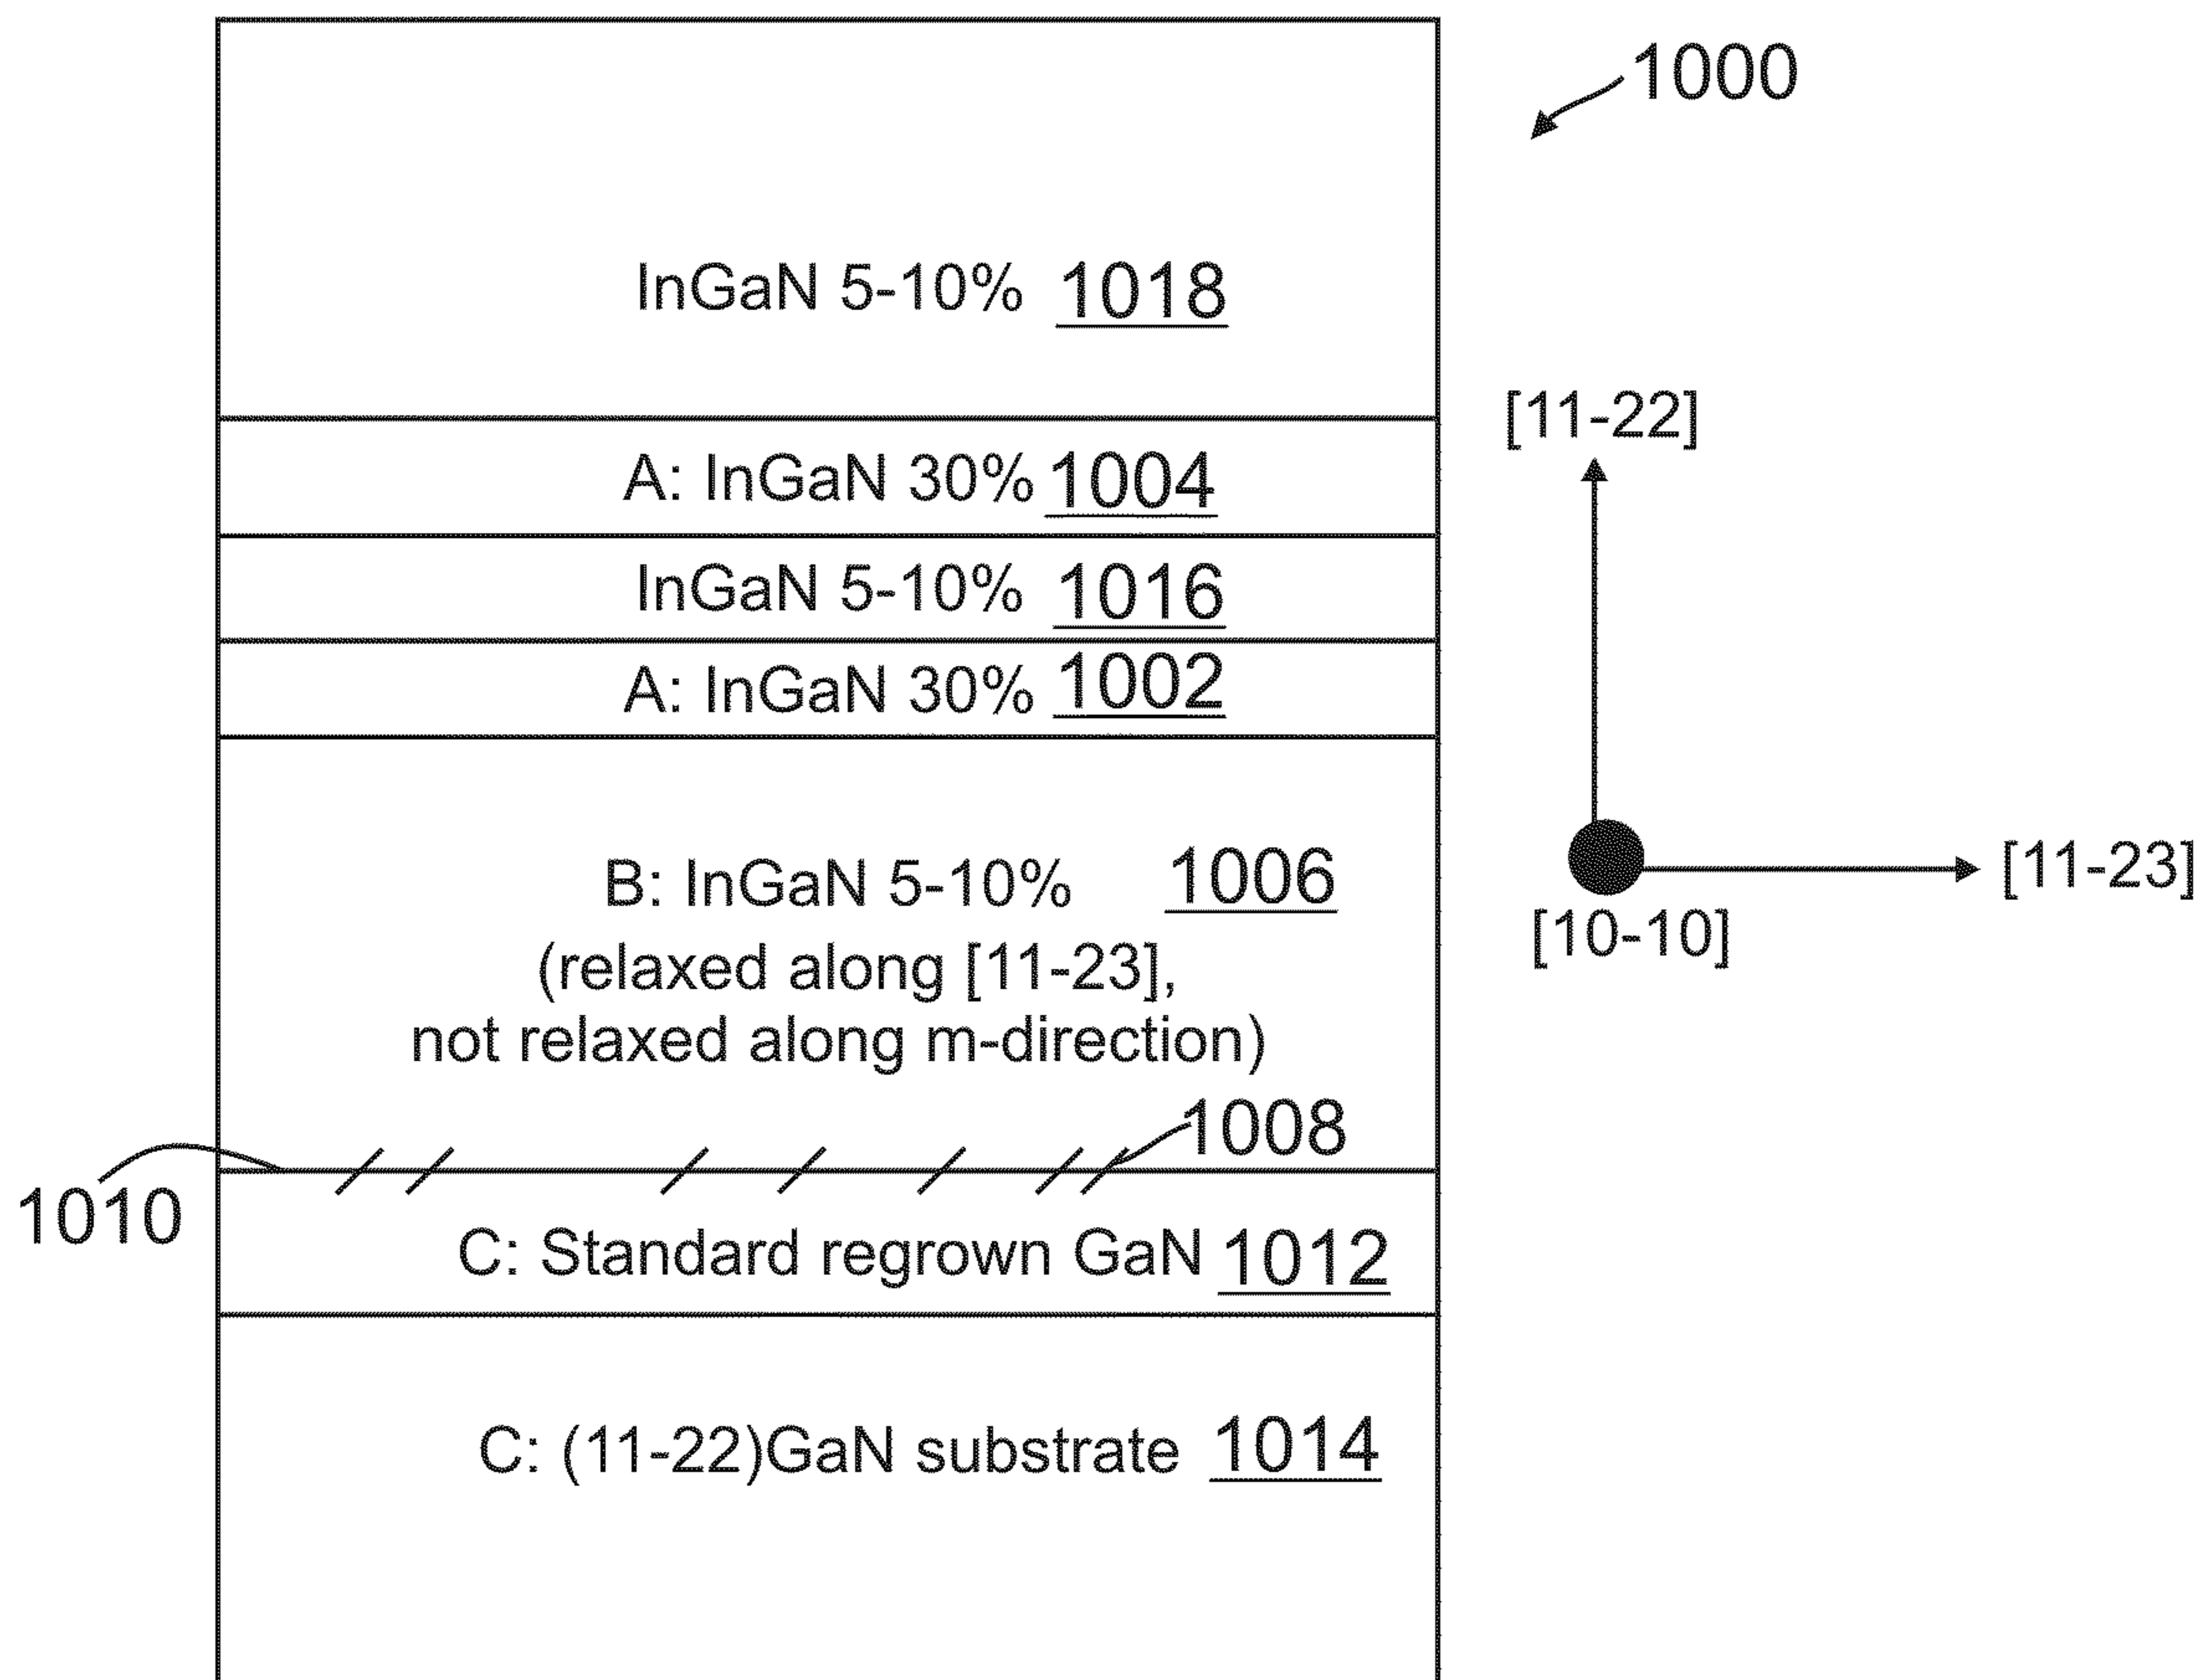 1000
InGaN 5-10% 1018
[11-22]
A: InGaN 30% 1004
InGaN 5-10% 1016
A: InGaN 30% 1002
B: InGaN 5-10% 1006
(relaxed along [11-23],
not relaxed along m-direction)
[11-23]
[10-10]
1008
1010
C: Standard regrown GaN 1012
C: (11-22)GaN substrate 1014